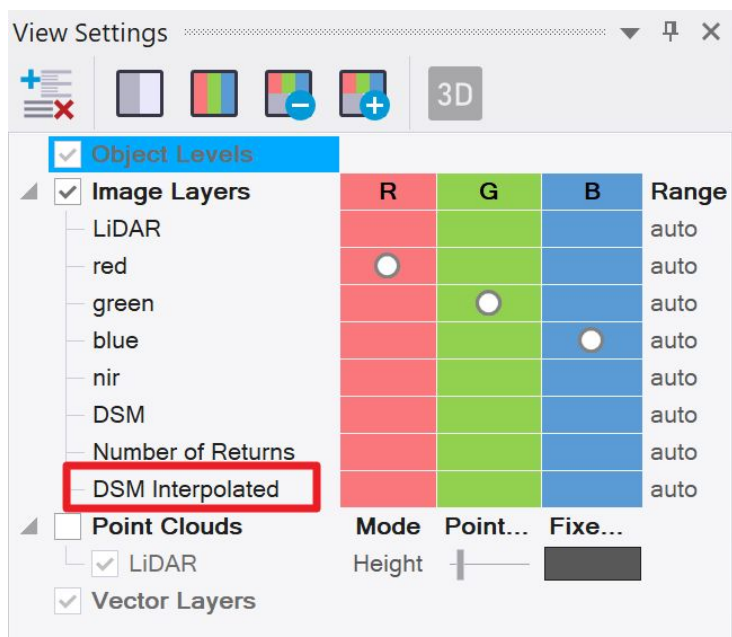 View Settings
3D
Object Levels
Image Layers R G B Range
LiDAR auto
red auto
green auto
blue auto
nir auto
DSM auto
Number of Returns auto
DSM Interpolated auto
Point Clouds Mode Point... Fixe...
LiDAR Height
Vector Layers